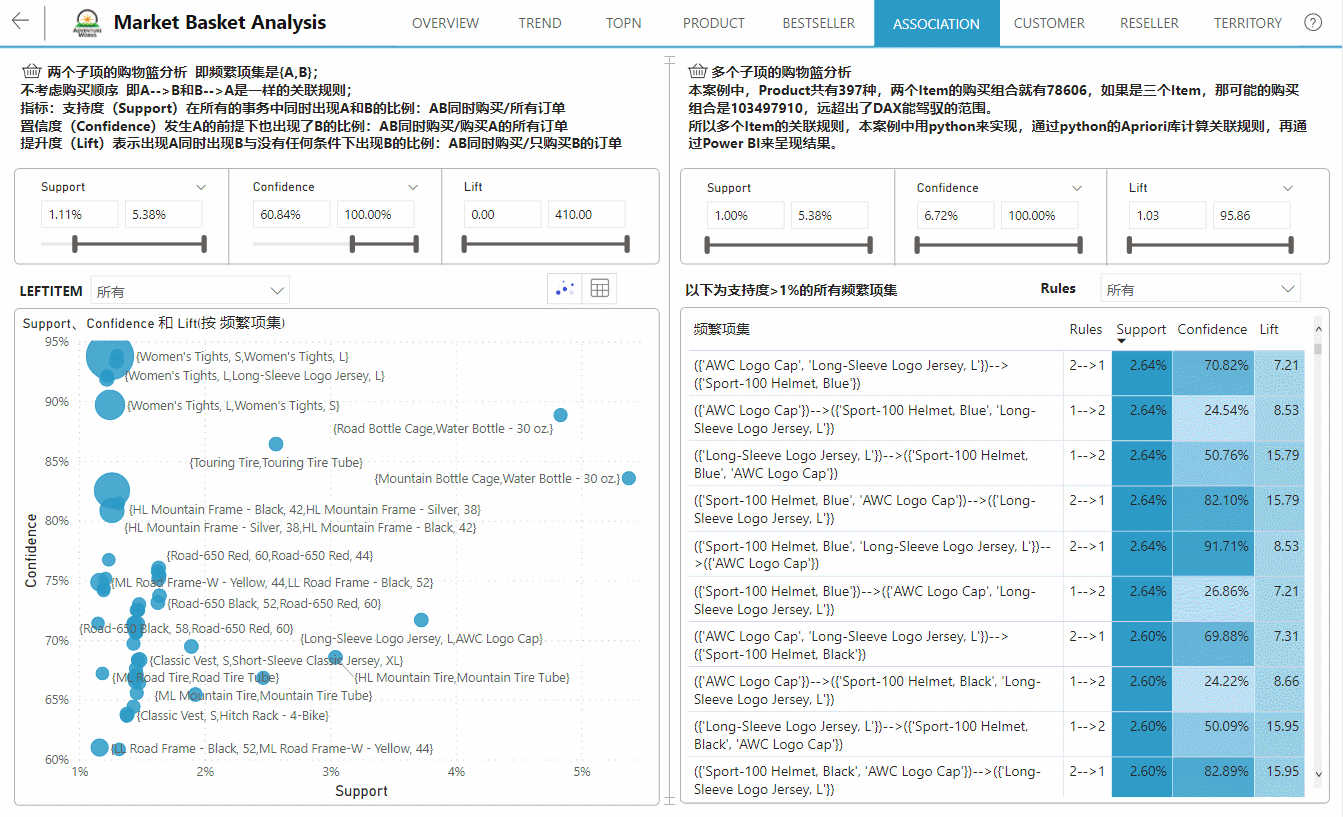 ADVENTURE WORKS
Market Basket Analysis
OVERVIEW
TREND
TOPN
PRODUCT
BESTSELLER
ASSOCIATION
CUSTOMER
RESELLER
TERRITORY
?
两个子项的购物篮分析 即频繁项集是{A,B}；
不考虑购买顺序 即A-->B和B-->A是一样的关联规则；
指标：支持度（Support）在所有的事务中同时出现A和B的比例：AB同时购买/所有订单
置信度（Confidence）发生A的前提下也出现了B的比例：AB同时购买/购买A的所有订单
提升度（Lift）表示出现A同时出现B与没有任何条件下出现B的比例：AB同时购买/只购买B的订单
Support
1.11%
5.38%
Confidence
60.84%
100.00%
Lift
0.00
410.00
LEFTITEM
所有
Support、Confidence 和 Lift(按 频繁项集)
95%
90%
85%
80%
75%
70%
65%
60%
Confidence
{Women's Tights, S,Women's Tights, L}
{Women's Tights, L,Long-Sleeve Logo Jersey, L}
{Women's Tights, L,Women's Tights, S}
{Road Bottle Cage,Water Bottle - 30 oz.}
{Touring Tire,Touring Tire Tube}
{Mountain Bottle Cage,Water Bottle - 30 oz.}
{HL Mountain Frame - Black, 42,HL Mountain Frame - Silver, 38}
{HL Mountain Frame - Silver, 38,HL Mountain Frame - Black, 42}
{Road-650 Red, 60,Road-650 Red, 44}
{ML Road Frame-W - Yellow, 44,LL Road Frame - Black, 52}
{Road-650 Black, 52,Road-650 Red, 60}
{Road-650 Black, 58,Road-650 Red, 60}
{Long-Sleeve Logo Jersey, L,AWC Logo Cap}
{Classic Vest, S,Short-Sleeve Classic Jersey, XL}
{ML Road Tire,Road Tire Tube}
{HL Mountain Tire,Mountain Tire Tube}
{ML Mountain Tire,Mountain Tire Tube}
{Classic Vest, S,Hitch Rack - 4-Bike}
{LL Road Frame - Black, 52,ML Road Frame-W - Yellow, 44}
1%
2%
3%
4%
5%
Support
多个子项的购物篮分析
本案例中，Product共有397种，两个Item的购买组合就有78606，如果是三个Item，那可能的购买
组合是103497910，远超出了DAX能驾驭的范围。
所以多个Item的关联规则，本案例中用python来实现，通过python的Apriori库计算关联规则，再通
过Power BI来呈现结果。
Support
1.00%
5.38%
Confidence
6.72%
100.00%
Lift
1.03
95.86
以下为支持度>1%的所有频繁项集
Rules
所有
频繁项集 Rules Support Confidence Lift
({'AWC Logo Cap', 'Long-Sleeve Logo Jersey, L'})--> 2-->1 2.64% 70.82% 7.21
({'Sport-100 Helmet, Blue'})
({'AWC Logo Cap'})-->({'Sport-100 Helmet, Blue', 'Long- 1-->2 2.64% 24.54% 8.53
Sleeve Logo Jersey, L'})
({'Long-Sleeve Logo Jersey, L'})-->({'Sport-100 Helmet, 1-->2 2.64% 50.76% 15.79
Blue', 'AWC Logo Cap'})
({'Sport-100 Helmet, Blue', 'AWC Logo Cap'})-->({'Long- 2-->1 2.64% 82.10% 15.79
Sleeve Logo Jersey, L'})
({'Sport-100 Helmet, Blue', 'Long-Sleeve Logo Jersey, L'})-- 2-->1 2.64% 91.71% 8.53
>({'AWC Logo Cap'})
({'Sport-100 Helmet, Blue'})-->({'AWC Logo Cap', 'Long- 1-->2 2.64% 26.86% 7.21
Sleeve Logo Jersey, L'})
({'AWC Logo Cap', 'Long-Sleeve Logo Jersey, L'})--> 2-->1 2.60% 69.88% 7.31
({'Sport-100 Helmet, Black'})
({'AWC Logo Cap'})-->({'Sport-100 Helmet, Black', 'Long- 1-->2 2.60% 24.22% 8.66
Sleeve Logo Jersey, L'})
({'Long-Sleeve Logo Jersey, L'})-->({'Sport-100 Helmet, 1-->2 2.60% 50.09% 15.95
Black', 'AWC Logo Cap'})
({'Sport-100 Helmet, Black', 'AWC Logo Cap'})-->({'Long- 2-->1 2.60% 82.89% 15.95
Sleeve Logo Jersey, L'})